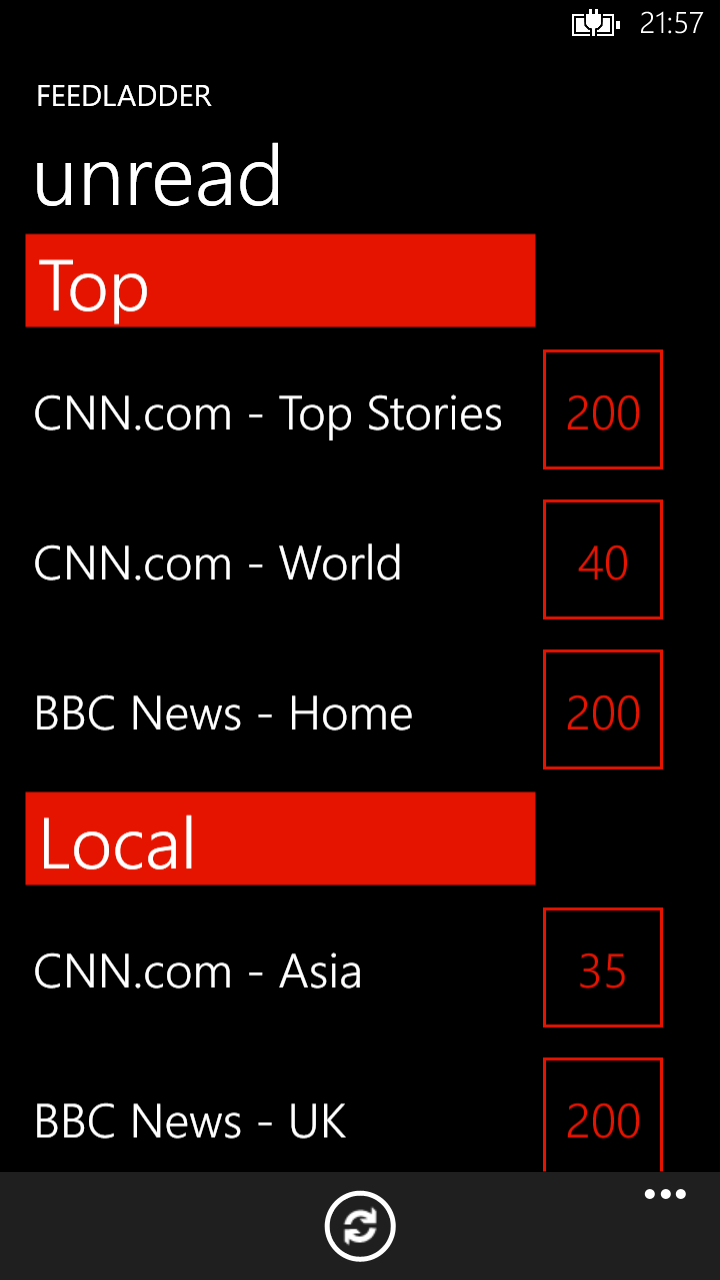 21:57
FEEDLADDER
unread
Top
CNN.com - Top Stories 200
CNN.com - World 40
BBC News - Home 200
Local
CNN.com - Asia 35
BBC News - UK 200